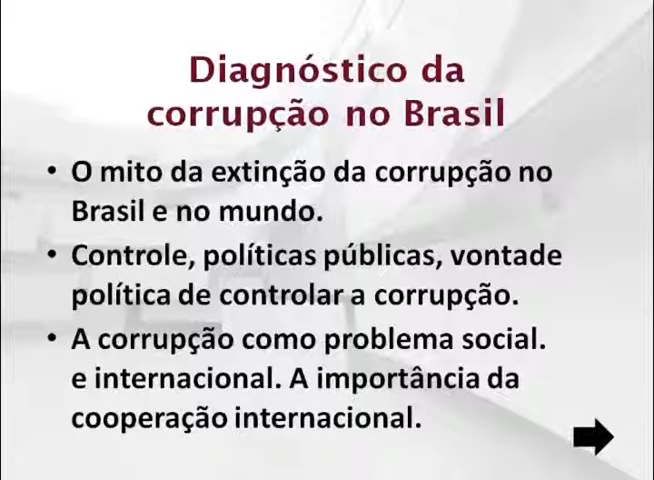 Diagnóstico da
corrupção no Brasil
• O mito da extinção da corrupção no
Brasil e no mundo.
• Controle, políticas públicas, vontade
política de controlar a corrupção.
• A corrupção como problema social.
e internacional. A importância da
cooperação internacional.